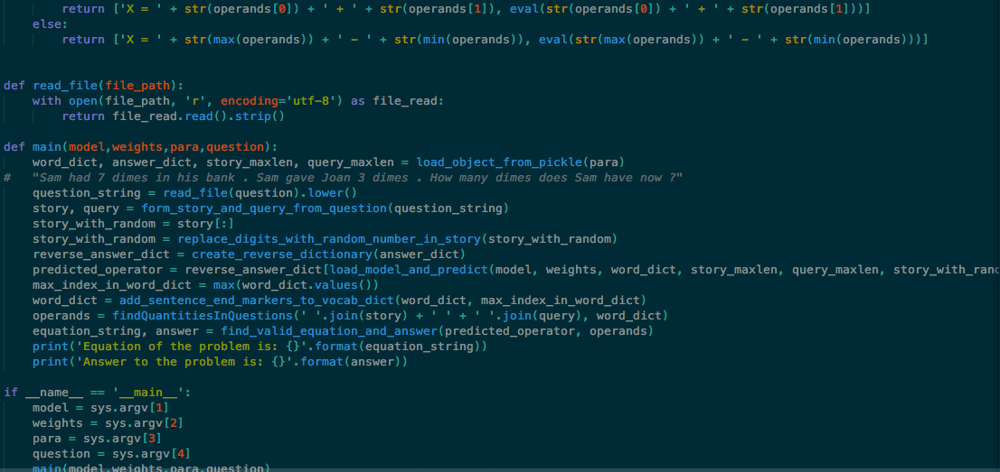 return ['X = ' + str(operands[0]) + ' + ' + str(operands[1]), eval(str(operands[0]) + ' + ' + str(operands[1]))]
else:
return ['X = ' + str(max(operands)) + ' - ' + str(min(operands)), eval(str(max(operands)) + ' - ' + str(min(operands)))]
def read_file(file_path):
with open(file_path, 'r', encoding='utf-8') as file_read:
return file_read.read().strip()
def main(model,weights,para,question):
word_dict, answer_dict, story_maxlen, query_maxlen = load_object_from_pickle(para)
# "Sam had 7 dimes in his bank . Sam gave Joan 3 dimes . How many dimes does Sam have now ?"
question_string = read_file(question).lower()
story, query = form_story_and_query_from_question(question_string)
story_with_random = story[:]
story_with_random = replace_digits_with_random_number_in_story(story_with_random)
reverse_answer_dict = create_reverse_dictionary(answer_dict)
predicted_operator = reverse_answer_dict[load_model_and_predict(model, weights, word_dict, story_maxlen, query_maxlen, story_with_ranc
max_index_in_word_dict = max(word_dict.values())
word_dict = add_sentence_end_markers_to_vocab_dict(word_dict, max_index_in_word_dict)
operands = findQuantitiesInQuestions(' '.join(story) + ' ' + ' '.join(query), word_dict)
equation_string, answer = find_valid_equation_and_answer(predicted_operator, operands)
print('Equation of the problem is: {}'.format(equation_string))
print('Answer to the problem is: {}'.format(answer))
if __name__ == '__main__':
model = sys.argv[1]
weights = sys.argv[2]
para = sys.argv[3]
question = sys.argv[4]
main(model,weights,para,question)